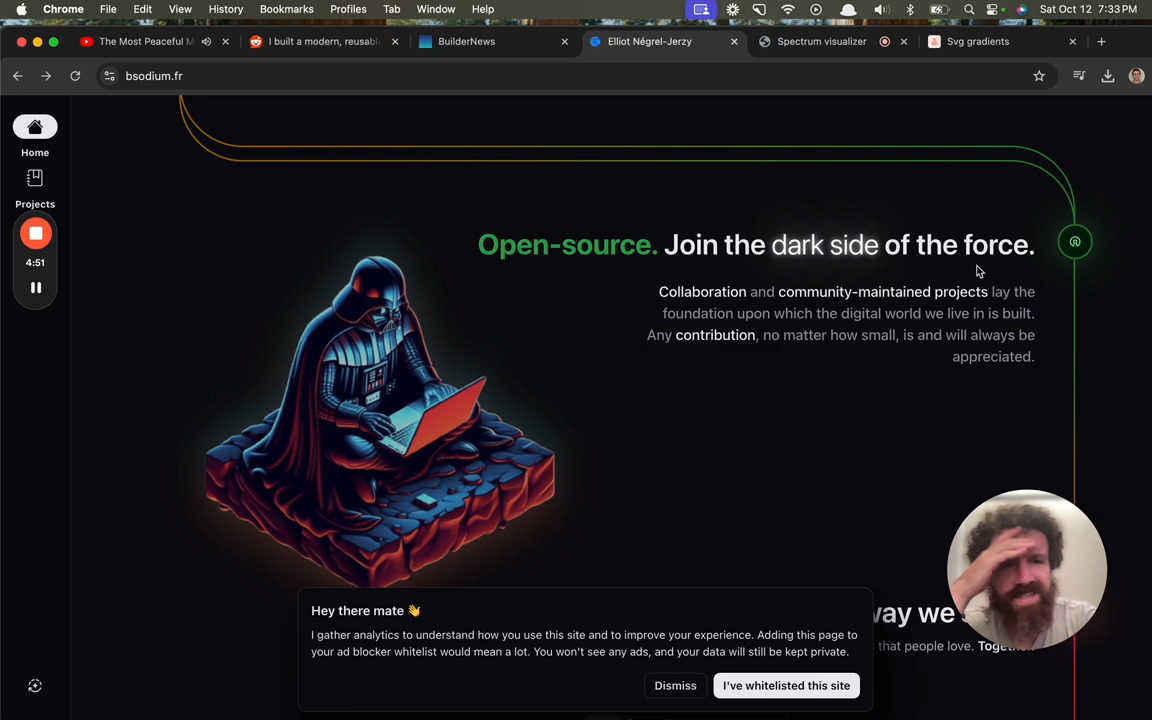 Chrome File Edit View History Bookmarks Profiles Tab Window Help Sat Oct 12 7:33 PM
The Most Peaceful M
I built a modern, reusabl
BuilderNews
Elliot Négrel-Jerzy
Spectrum visualizer
Svg gradients
bsodium.fr
Home
Projects
4:51
Open-source. Join the dark side of the force.
Collaboration and community-maintained projects lay the
foundation upon which the digital world we live in is built.
Any contribution, no matter how small, is and will always be
appreciated.
way we
that people love.
Hey there mate 👋
I gather analytics to understand how you use this site and to improve your experience. Adding this page to
your ad blocker whitelist would mean a lot. You won't see any ads, and your data will still be kept private.
Dismiss
I've whitelisted this site